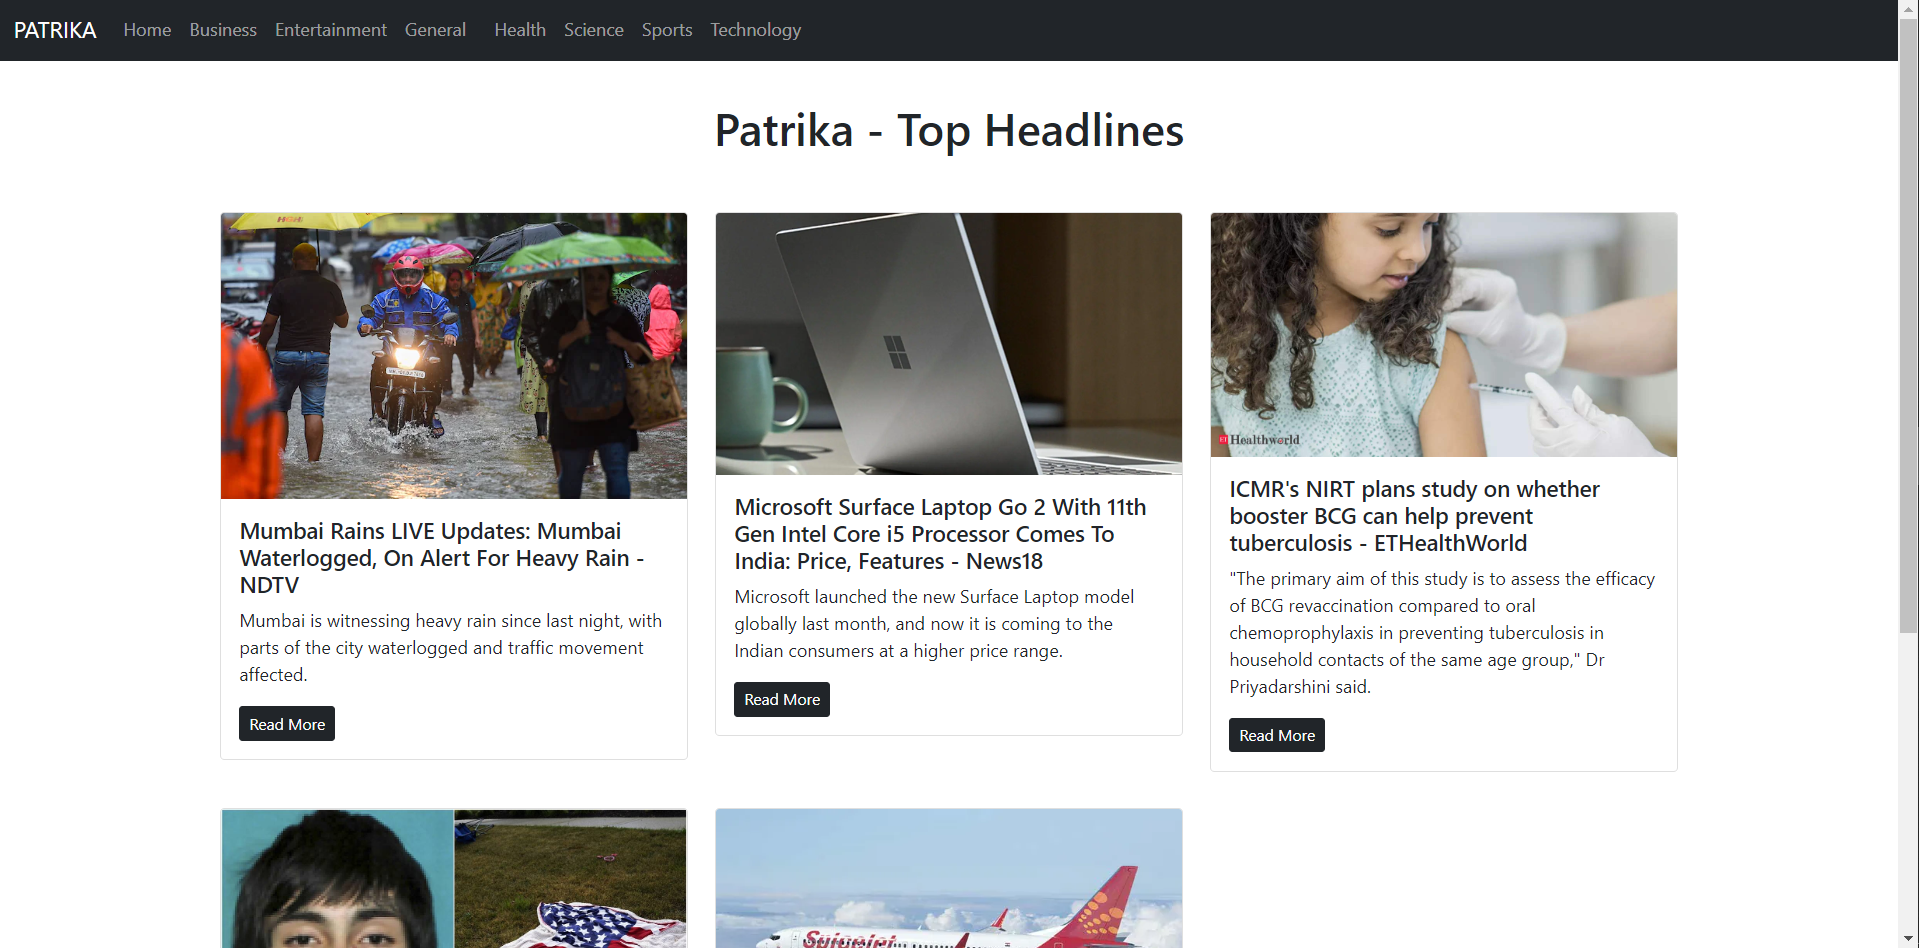 PATRIKA Home Business Entertainment General Health Science Sports Technology
Patrika - Top Headlines
Healthworld
Mumbai Rains LIVE Updates: Mumbai
Waterlogged, On Alert For Heavy Rain -
NDTV
Mumbai is witnessing heavy rain since last night, with
parts of the city waterlogged and traffic movement
affected.
Read More
Microsoft Surface Laptop Go 2 With 11th
Gen Intel Core i5 Processor Comes To
India: Price, Features - News18
Microsoft launched the new Surface Laptop model
globally last month, and now it is coming to the
Indian consumers at a higher price range.
Read More
ICMR's NIRT plans study on whether
booster BCG can help prevent
tuberculosis - ETHealthWorld
"The primary aim of this study is to assess the efficacy
of BCG revaccination compared to oral
chemoprophylaxis in preventing tuberculosis in
household contacts of the same age group," Dr
Priyadarshini said.
Read More